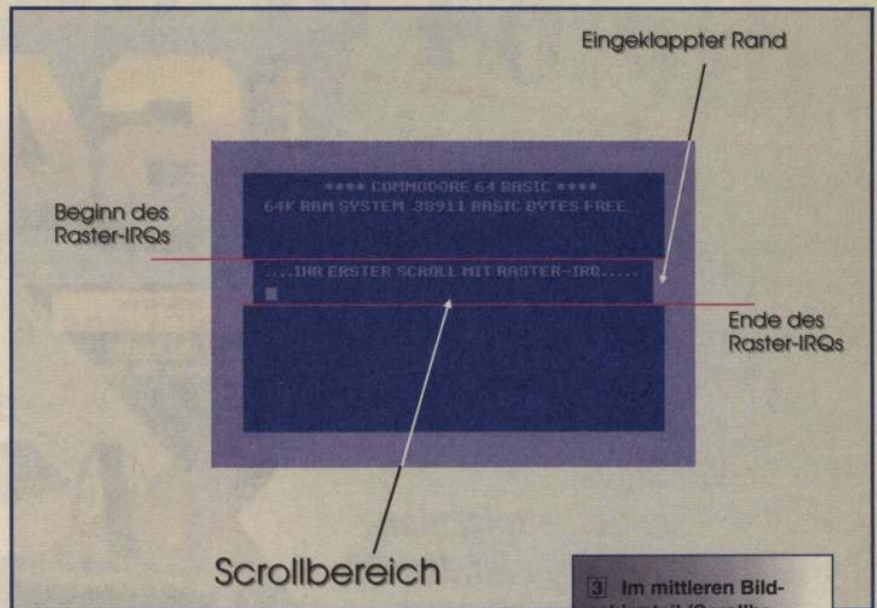 Eingeklappter Rand
**** COMMODORE 64 BASIC ****
64K RAM SYSTEM 38911 BASIC BYTES FREE
Beginn des
Raster-IRQs
....IHR ERSTER SCROLL MIT RASTER-IRQ.....
Ende des
Raster-IRQs
Scrollbereich
3 Im mittleren Bild-